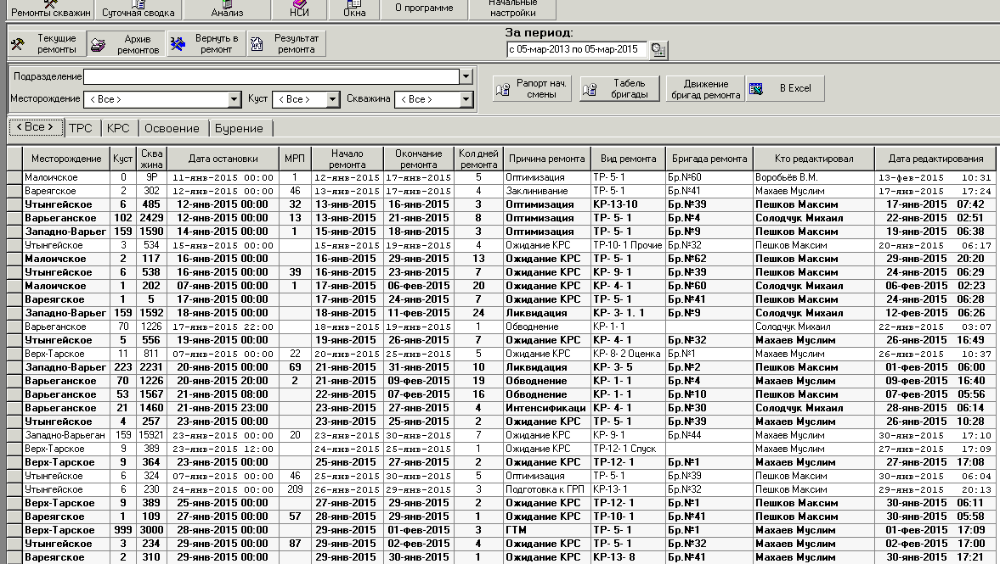 Ремонты скважин Суточная сводка Анализ НСИ Окна О программе Начальные настройки
Текущие ремонты Архив ремонтов Вернуть в ремонт Результат ремонта
За период:
с 05-мар-2013 по 05-мар-2015
Подразделение
Месторождение < Все > Куст < Все > Скважина < Все >
Рапорт нач. смены Табель бригады Движение бригад ремонта В Excel
< Все > ТРС КРС Освоение Бурение
Месторождение Куст Сква жина Дата остановки МРП Начало ремонта Окончание ремонта Кол дней ремонта Причина ремонта Вид ремонта Бригада ремонта Кто редактировал Дата редактирования
Малоичское 0 9Р 11-янв-2015 00:00 1 12-янв-2015 17-янв-2015 5 Оптимизация ТР- 5- 1 Бр.№60 Воробьёв В.М. 13-фев-2015 10:31
Вареягское 2 302 12-янв-2015 00:00 46 13-янв-2015 17-янв-2015 4 Заклинивание ТР- 5- 1 Бр.№41 Махаев Муслим 17-янв-2015 17:24
Утынгейское 6 485 12-янв-2015 00:00 32 13-янв-2015 16-янв-2015 3 Оптимизация КР-13-10 Бр.№39 Пешков Максим 17-янв-2015 07:42
Варьеганское 102 2429 12-янв-2015 00:00 13 13-янв-2015 21-янв-2015 8 Оптимизация ТР- 5- 1 Бр.№4 Солодчук Михаил 22-янв-2015 02:51
Западно-Варьег 159 1590 14-янв-2015 00:00 1 15-янв-2015 18-янв-2015 3 Оптимизация ТР- 5- 1 Бр.№9 Пешков Максим 19-янв-2015 06:38
Утынгейское 3 534 15-янв-2015 00:00 15-янв-2015 19-янв-2015 4 Ожидание КРС ТР-10- 1 Прочие Бр.№32 Пешков Максим 20-янв-2015 06:17
Малоичское 2 117 16-янв-2015 00:00 16-янв-2015 29-янв-2015 13 Ожидание КРС ТР- 5- 1 Бр.№62 Пешков Максим 29-янв-2015 20:20
Утынгейское 6 538 16-янв-2015 00:00 39 16-янв-2015 23-янв-2015 7 Ожидание КРС КР- 9- 1 Бр.№39 Пешков Максим 24-янв-2015 06:29
Малоичское 1 202 07-янв-2015 00:00 1 17-янв-2015 06-фев-2015 20 Ожидание КРС КР- 4- 1 Бр.№60 Солодчук Михаил 06-фев-2015 02:23
Вареягское 1 5 17-янв-2015 00:00 17-янв-2015 24-янв-2015 7 Ожидание КРС ТР- 5- 1 Бр.№41 Пешков Максим 24-янв-2015 06:28
Западно-Варьег 159 1592 18-янв-2015 00:00 18-янв-2015 11-фев-2015 24 Ликвидация КР- 3- 1. 1 Бр.№9 Солодчук Михаил 12-фев-2015 06:26
Варьеганское 70 1226 17-янв-2015 22:00 18-янв-2015 19-янв-2015 1 Обводнение КР- 1- 1 Солодчук Михаил 22-янв-2015 03:07
Утынгейское 5 556 19-янв-2015 00:00 19-янв-2015 26-янв-2015 7 Ожидание КРС КР- 4- 1 Бр.№32 Махаев Муслим 26-янв-2015 16:49
Верх-Тарское 11 811 07-янв-2015 00:00 22 20-янв-2015 25-янв-2015 5 Ожидание КРС КР- 8- 2 Оценка Бр.№1 Махаев Муслим 26-янв-2015 10:37
Западно-Варьег 223 2231 20-янв-2015 00:00 69 21-янв-2015 31-янв-2015 10 Ликвидация КР- 3- 5 Бр.№2 Пешков Максим 01-фев-2015 06:00
Варьеганское 70 1226 20-янв-2015 20:00 2 21-янв-2015 09-фев-2015 19 Обводнение КР- 1- 1 Бр.№4 Махаев Муслим 09-фев-2015 16:40
Варьеганское 53 1567 21-янв-2015 08:00 22-янв-2015 07-фев-2015 16 Обводнение КР- 1- 1 Бр.№10 Пешков Максим 07-фев-2015 05:56
Варьеганское 21 1460 21-янв-2015 23:00 23-янв-2015 27-янв-2015 4 Интенсификаци КР- 4- 1 Бр.№30 Солодчук Михаил 28-янв-2015 06:14
Утынгейское 4 257 23-янв-2015 00:00 23-янв-2015 25-янв-2015 2 Ожидание КРС ТР- 5- 1 Бр.№39 Махаев Муслим 26-янв-2015 10:28
Западно-Варьеган 159 15921 23-янв-2015 00:00 20 23-янв-2015 30-янв-2015 7 Ожидание КРС КР- 9- 1 Бр.№44 Махаев Муслим 30-янв-2015 17:10
Верх-Тарское 9 389 23-янв-2015 12:00 24-янв-2015 25-янв-2015 1 Ожидание КРС ТР-12- 1 Спуск Махаев Муслим 27-янв-2015 17:09
Верх-Тарское 9 364 23-янв-2015 00:00 25-янв-2015 27-янв-2015 2 Ожидание КРС ТР-12- 1 Бр.№1 Махаев Муслим 27-янв-2015 17:08
Утынгейское 6 324 07-янв-2015 00:00 46 25-янв-2015 30-янв-2015 5 Оптимизация ТР- 5- 1 Бр.№39 Пешков Максим 30-янв-2015 06:04
Утынгейское 6 230 24-янв-2015 00:00 209 26-янв-2015 29-янв-2015 3 Подготовка к ГРП КР-13- 1 Бр.№32 Пешков Максим 29-янв-2015 20:13
Верх-Тарское 9 389 25-янв-2015 00:00 27-янв-2015 29-янв-2015 2 Ожидание КРС ТР-12- 1 Бр.№1 Пешков Максим 30-янв-2015 06:11
Вареягское 1 109 27-янв-2015 00:00 57 28-янв-2015 29-янв-2015 1 Ожидание КРС ТР-10- 1 Бр.№41 Пешков Максим 30-янв-2015 05:58
Верх-Тарское 999 3000 28-янв-2015 00:00 29-янв-2015 01-фев-2015 3 ГТМ ТР- 5- 1 Бр.№1 Махаев Муслим 01-фев-2015 17:09
Утынгейское 3 234 29-янв-2015 00:00 87 29-янв-2015 02-фев-2015 4 Ожидание КРС ТР- 5- 1 Бр.№32 Махаев Муслим 02-фев-2015 17:00
Вареягское 2 310 29-янв-2015 00:00 29-янв-2015 30-янв-2015 1 Ожидание КРС КР-13- 8 Бр.№41 Махаев Муслим 30-янв-2015 17:21